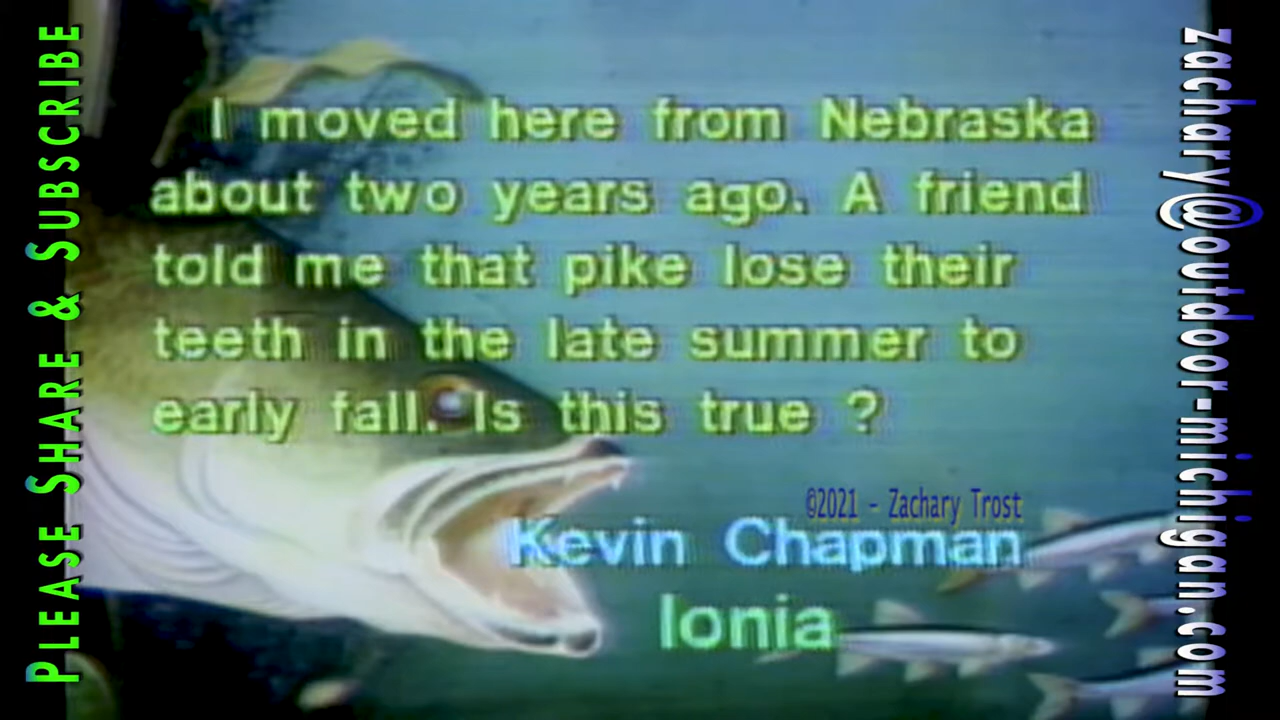 PLEASE SHARE & SUBSCRIBE
I moved here from Nebraska
about two years ago. A friend
told me that pike lose their
teeth in the late summer to
early fall. Is this true ?
©2021 - Zachary Trost
Kevin Chapman
Ionia
zachary@outdoor-michigan.com